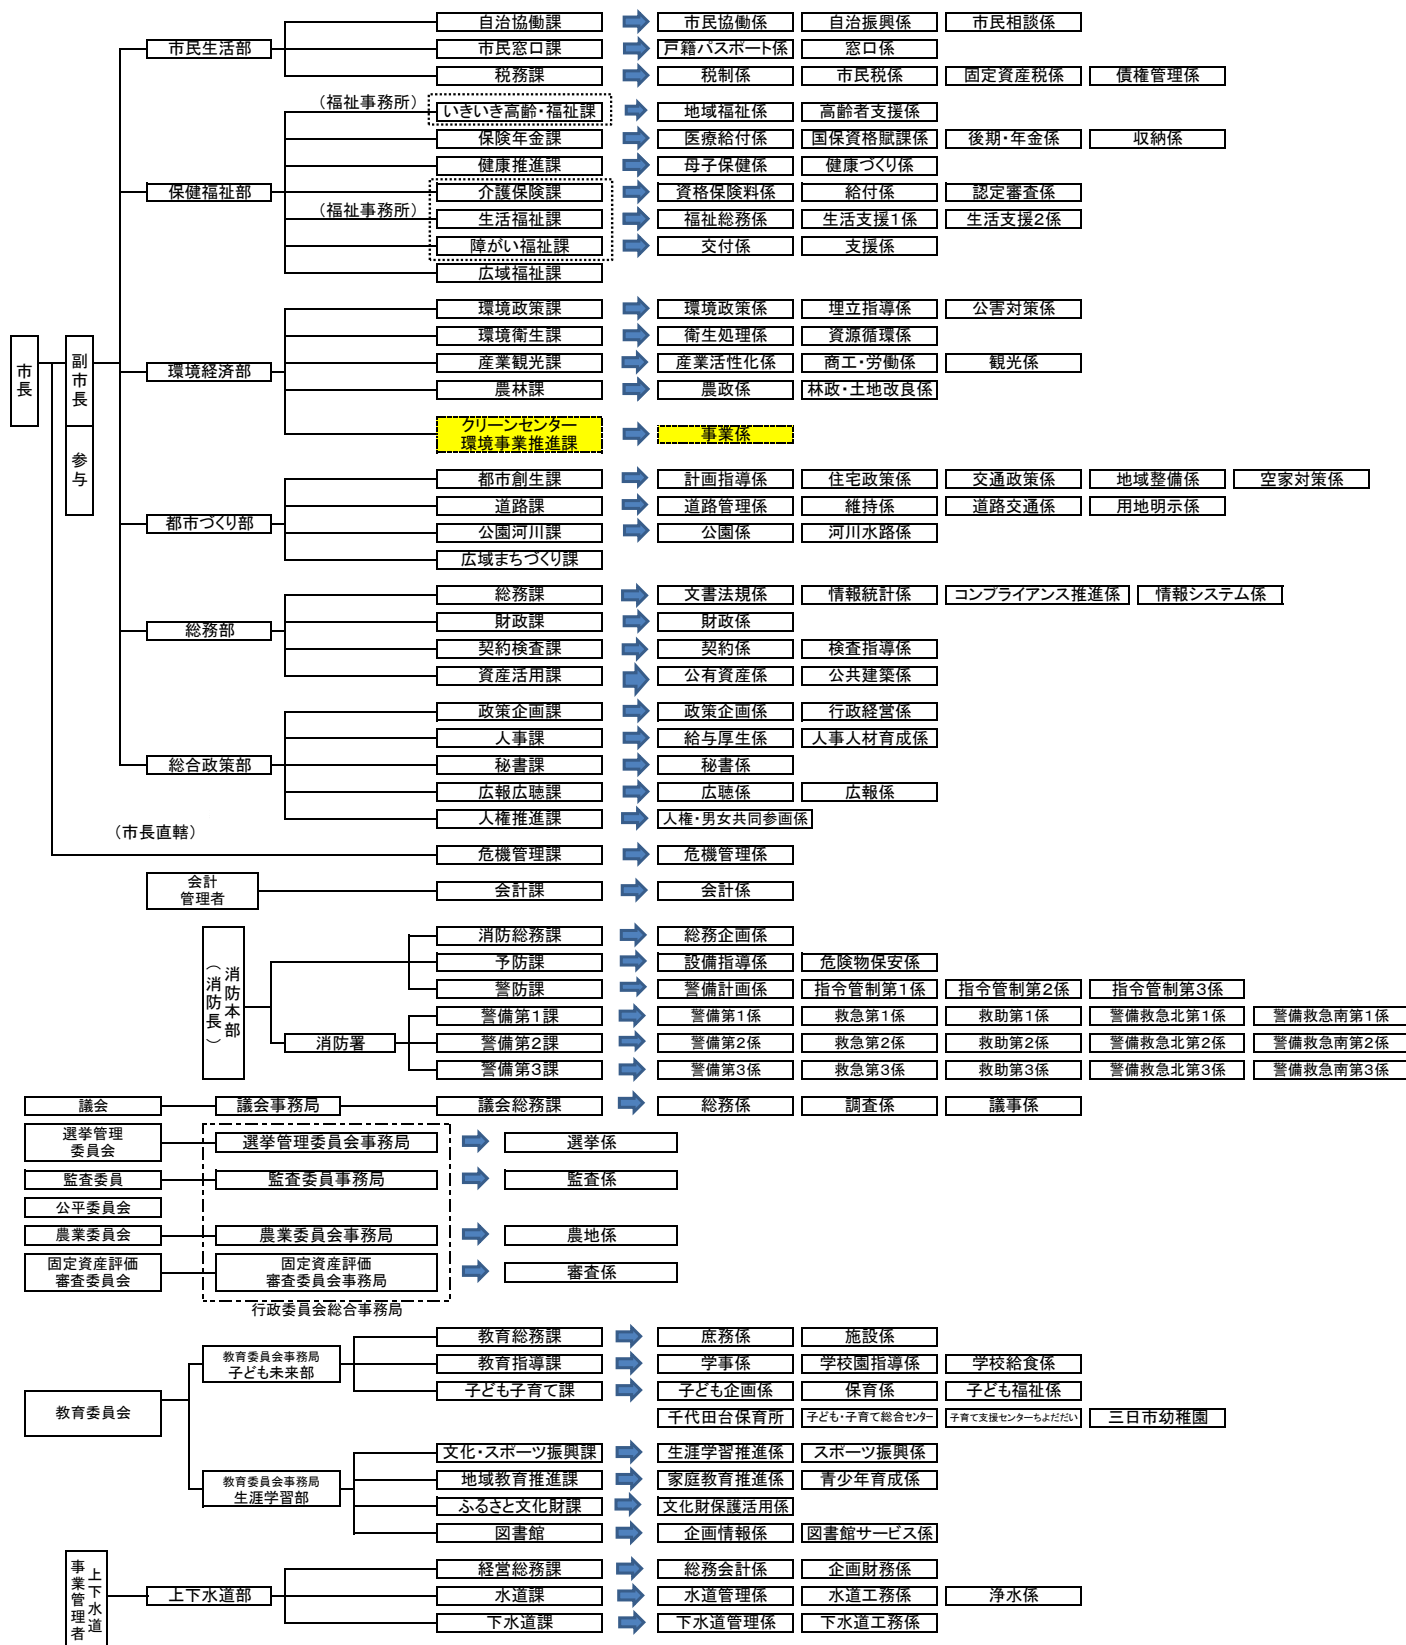 自治協働課 市民協働係 自治振興係 市民相談係
市民生活部 市民窓口課 戸籍パスポート係 窓口係
税務課 税制係 市民税係 固定資産税係 債権管理係
(福祉事務所) いきいき高齢・福祉課 地域福祉係 高齢者支援係
保険年金課 医療給付係 国保資格賦課係 後期・年金係 収納係
健康推進課 母子保健係 健康づくり係
保健福祉部 介護保険課 資格保険料係 給付係 認定審査係
(福祉事務所) 生活福祉課 福祉総務係 生活支援1係 生活支援2係
障がい福祉課 交付係 支援係
広域福祉課
環境政策課 環境政策係 埋立指導係 公害対策係
環境衛生課 衛生処理係 資源循環係
市長 副市長 産業観光課 産業活性化係 商工・労働係 観光係
環境経済部
農林課 農政係 林政・土地改良係
クリーンセンター
環境事業推進課 事業係
参与
都市創生課 計画指導係 住宅政策係 交通政策係 地域整備係 空家対策係
道路課 道路管理係 維持係 道路交通係 用地明示係
都市づくり部
公園河川課 公園係 河川水路係
広域まちづくり課
総務課 文書法規係 情報統計係 コンプライアンス推進係 情報システム係
総務部 財政課 財政係
契約検査課 契約係 検査指導係
資産活用課 公有資産係 公共建築係
政策企画課 政策企画係 行政経営係
人事課 給与厚生係 人事人材育成係
総合政策部 秘書課 秘書係
広報広聴課 広聴係 広報係
人権推進課 人権・男女共同参画係
(市長直轄)
危機管理課 危機管理係
会計
管理者 会計課 会計係
消防本部
(消防長)
消防総務課 総務企画係
予防課 設備指導係 危険物保安係
警防課 警備計画係 指令管制第1係 指令管制第2係 指令管制第3係
警備第1課 警備第1係 救急第1係 救助第1係 警備救急北第1係 警備救急南第1係
消防署 警備第2課 警備第2係 救急第2係 救助第2係 警備救急北第2係 警備救急南第2係
警備第3課 警備第3係 救急第3係 救助第3係 警備救急北第3係 警備救急南第3係
議会 議会事務局 議会総務課 総務係 調査係 議事係
選挙管理
委員会 選挙管理委員会事務局 選挙係
監査委員 監査委員事務局 監査係
公平委員会
農業委員会 農業委員会事務局 農地係
固定資産評価
審査委員会
固定資産評価
審査委員会事務局 審査係
行政委員会総合事務局
教育総務課 庶務係 施設係
教育委員会事務局
子ども未来部 教育指導課 学事係 学校園指導係 学校給食係
子ども子育て課 子ども企画係 保育係 子ども福祉係
教育委員会
千代田台保育所 子ども・子育て総合センター 子育て支援センターちよだだい 三日市幼稚園
文化・スポーツ振興課 生涯学習推進係 スポーツ振興係
教育委員会事務局
生涯学習部 地域教育推進課 家庭教育推進係 青少年育成係
ふるさと文化財課 文化財保護活用係
図書館 企画情報係 図書館サービス係
上下水道
事業管理者
経営総務課 総務会計係 企画財務係
上下水道部 水道課 水道管理係 水道工務係 浄水係
下水道課 下水道管理係 下水道工務係